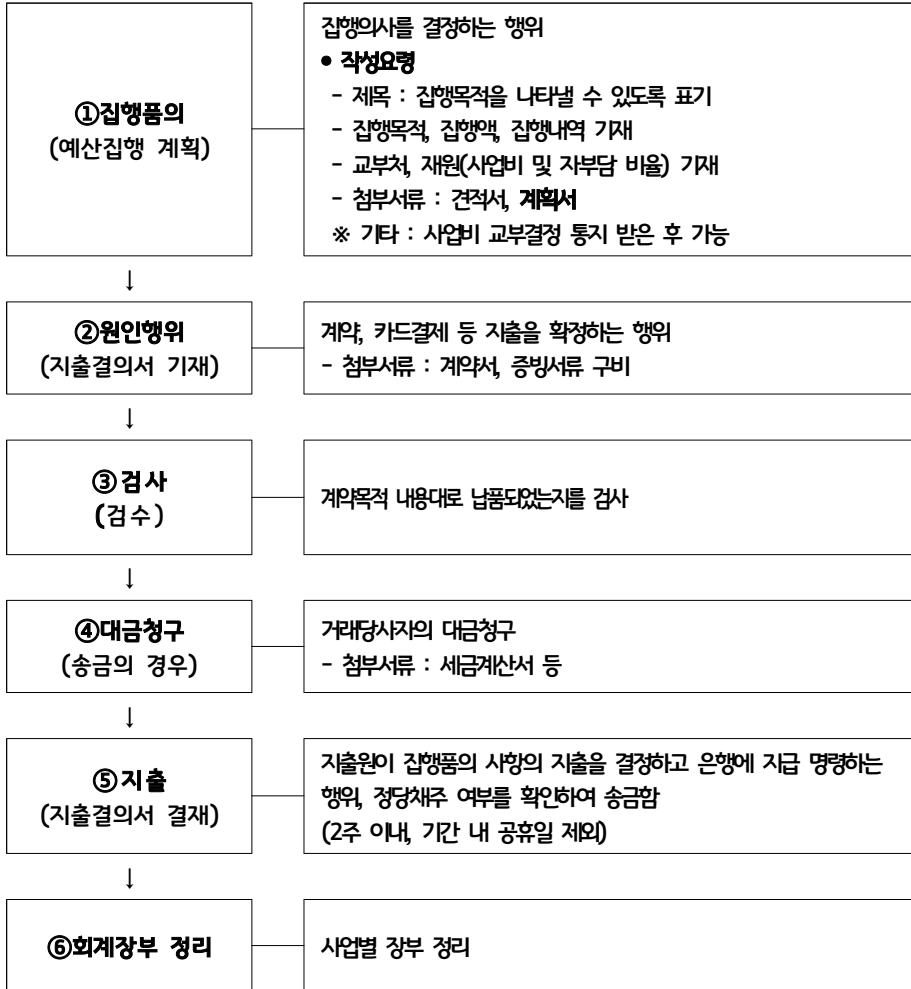 ①집행품의
(예산집행 계획)
집행의사를 결정하는 행위
• 작성요령
- 제목 : 집행목적을 나타낼 수 있도록 표기
- 집행목적, 집행액, 집행내역 기재
- 교부처, 재원(사업비 및 자부담 비율) 기재
- 첨부서류 : 견적서, 계획서
※ 기타 : 사업비 교부결정 통지 받은 후 가능
↓
②원인행위
(지출결의서 기재)
계약, 카드결제 등 지출을 확정하는 행위
- 첨부서류 : 계약서, 증빙서류 구비
↓
③검사
(검수)
계약목적 내용대로 납품되었는지를 검사
↓
④대금청구
(송금의 경우)
거래당사자의 대금청구
- 첨부서류 : 세금계산서 등
↓
⑤지출
(지출결의서 결재)
지출원이 집행품의 사항의 지출을 결정하고 은행에 지급 명령하는
행위, 정당채주 여부를 확인하여 송금함
(2주 이내, 기간 내 공휴일 제외)
↓
⑥회계장부 정리
사업별 장부 정리